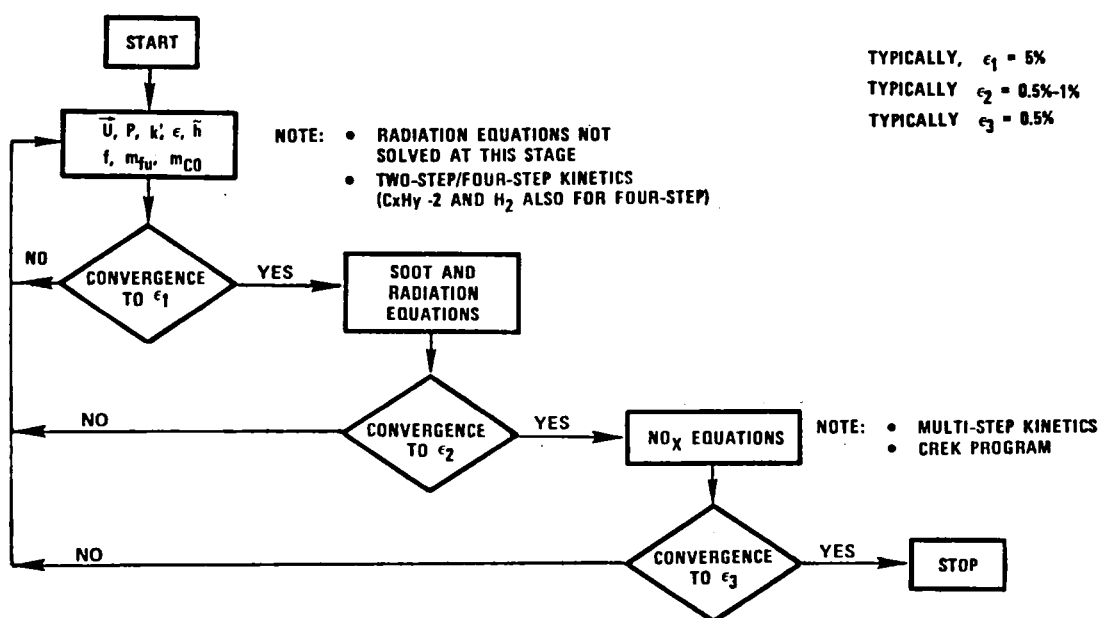 START
TYPICALLY, ϵ₁ = 5%
TYPICALLY ϵ₂ = 0.5%-1%
TYPICALLY ϵ₃ = 0.5%
U⃗, P, k, ϵ, h̃
f, m_fu, m_CO
NOTE: • RADIATION EQUATIONS NOT
SOLVED AT THIS STAGE
• TWO-STEP/FOUR-STEP KINETICS
(CxHy -2 AND H₂ ALSO FOR FOUR-STEP)
NO
CONVERGENCE
TO ϵ₁
YES
SOOT AND
RADIATION
EQUATIONS
NO
CONVERGENCE
TO ϵ₂
YES
NOX EQUATIONS
NOTE: • MULTI-STEP KINETICS
• CREK PROGRAM
NO
CONVERGENCE
TO ϵ₃
YES
STOP